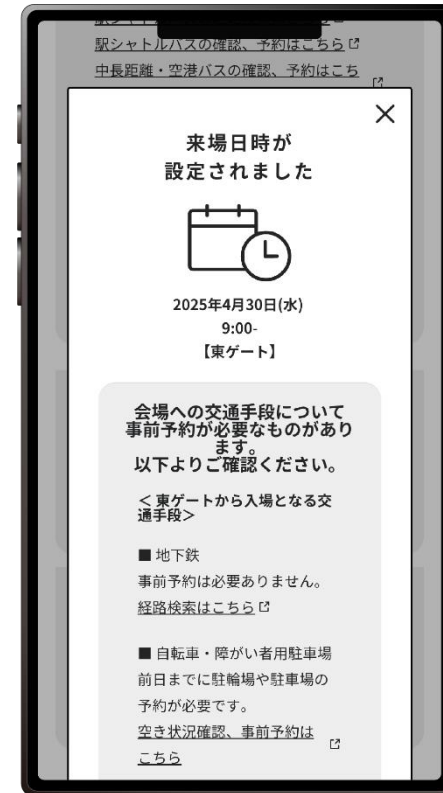 駅シャトルバスの確認、予約はこちら
中長距離・空港バスの確認、予約はこち
来場日時が
設定されました
2025年4月30日(水)
9:00-
【東ゲート】
会場への交通手段について
事前予約が必要なものがあり
ます。
以下よりご確認ください。
＜東ゲートから入場となる交
通手段＞
■ 地下鉄
事前予約は必要ありません。
経路検索はこちら
■ 自転車・障がい者用駐車場
前日までに駐輪場や駐車場の
予約が必要です。
空き状況確認、事前予約は
こちら